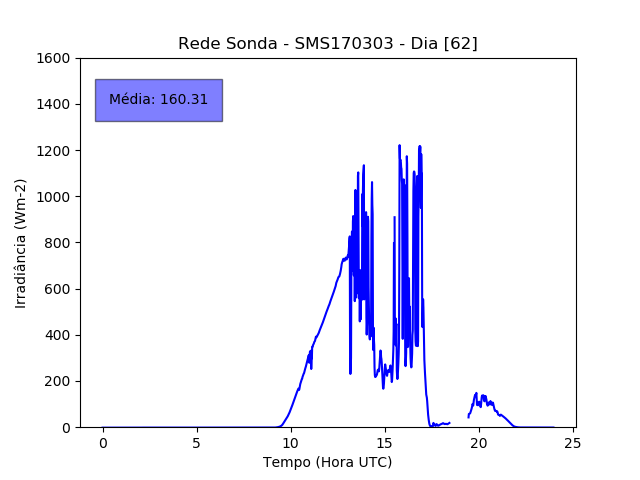 Rede Sonda - SMS170303 - Dia [62]
1600
1400
1200
1000
800
600
400
200
0
Irradiância (Wm-2)
Média: 160.31
0 5 10 15 20 25
Tempo (Hora UTC)